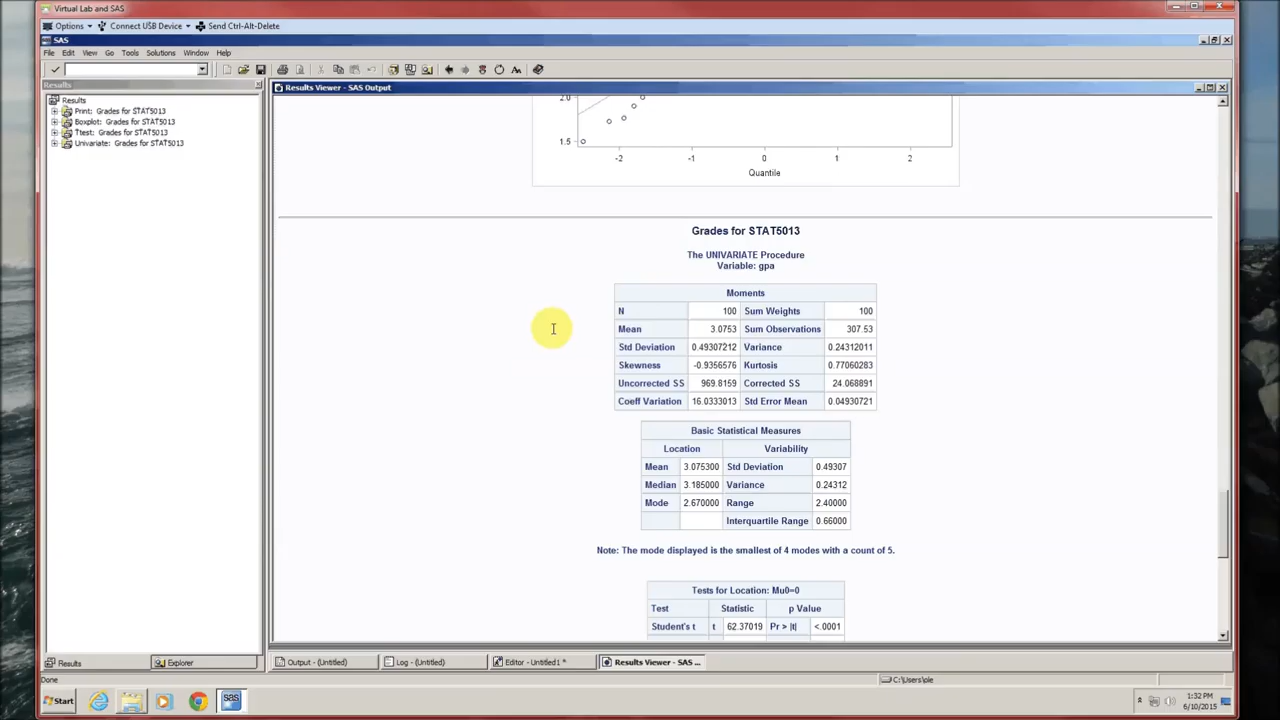 Virtual Lab and SAS
Options Connect USB Device Send Ctrl-Alt-Delete
SAS
File Edit View Go Tools Solutions Window Help
Results
Results Viewer - SAS Output
Results
Print: Grades for STAT5013
Boxplot: Grades for STAT5013
Ttest: Grades for STAT5013
Univariate: Grades for STAT5013
2.0
1.5
-2 -1 0 1 2
Quantile
Grades for STAT5013
The UNIVARIATE Procedure
Variable: gpa
Moments
N 100 Sum Weights 100
Mean 3.0753 Sum Observations 307.53
Std Deviation 0.49307212 Variance 0.24312011
Skewness -0.9356576 Kurtosis 0.77060283
Uncorrected SS 969.8159 Corrected SS 24.068891
Coeff Variation 16.0333013 Std Error Mean 0.04930721
Basic Statistical Measures
Location Variability
Mean 3.075300 Std Deviation 0.49307
Median 3.185000 Variance 0.24312
Mode 2.670000 Range 2.40000
Interquartile Range 0.66000
Note: The mode displayed is the smallest of 4 modes with a count of 5.
Tests for Location: Mu0=0
Test Statistic p Value
Student's t t 62.37019 Pr > |t| <.0001
Results Explorer Output - (Untitled) Log - (Untitled) Editor - Untitled1 * Results Viewer - SAS ...
Done C:\Users\ple
Start 1:32 PM
6/10/2015